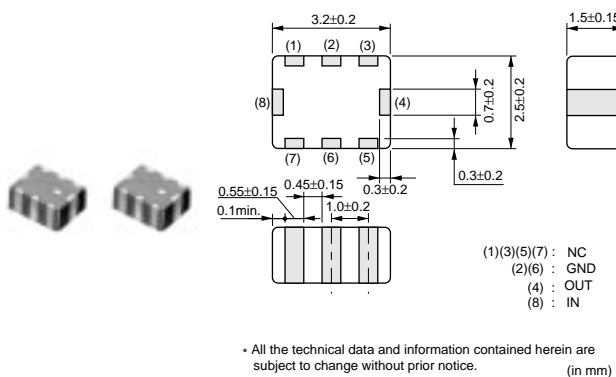 3.2±0.2
1.5±0.15
(1)
(2)
(3)
(8)
(4)
0.7±0.2
2.5±0.2
(7)
(6)
(5)
0.3±0.2
0.3±0.2
0.55±0.15
0.45±0.15
0.1min.
1.0±0.2
(1)(3)(5)(7) : NC
(2)(6) : GND
(4) : OUT
(8) : IN
* All the technical data and information contained herein are
subject to change without prior notice.
(in mm)